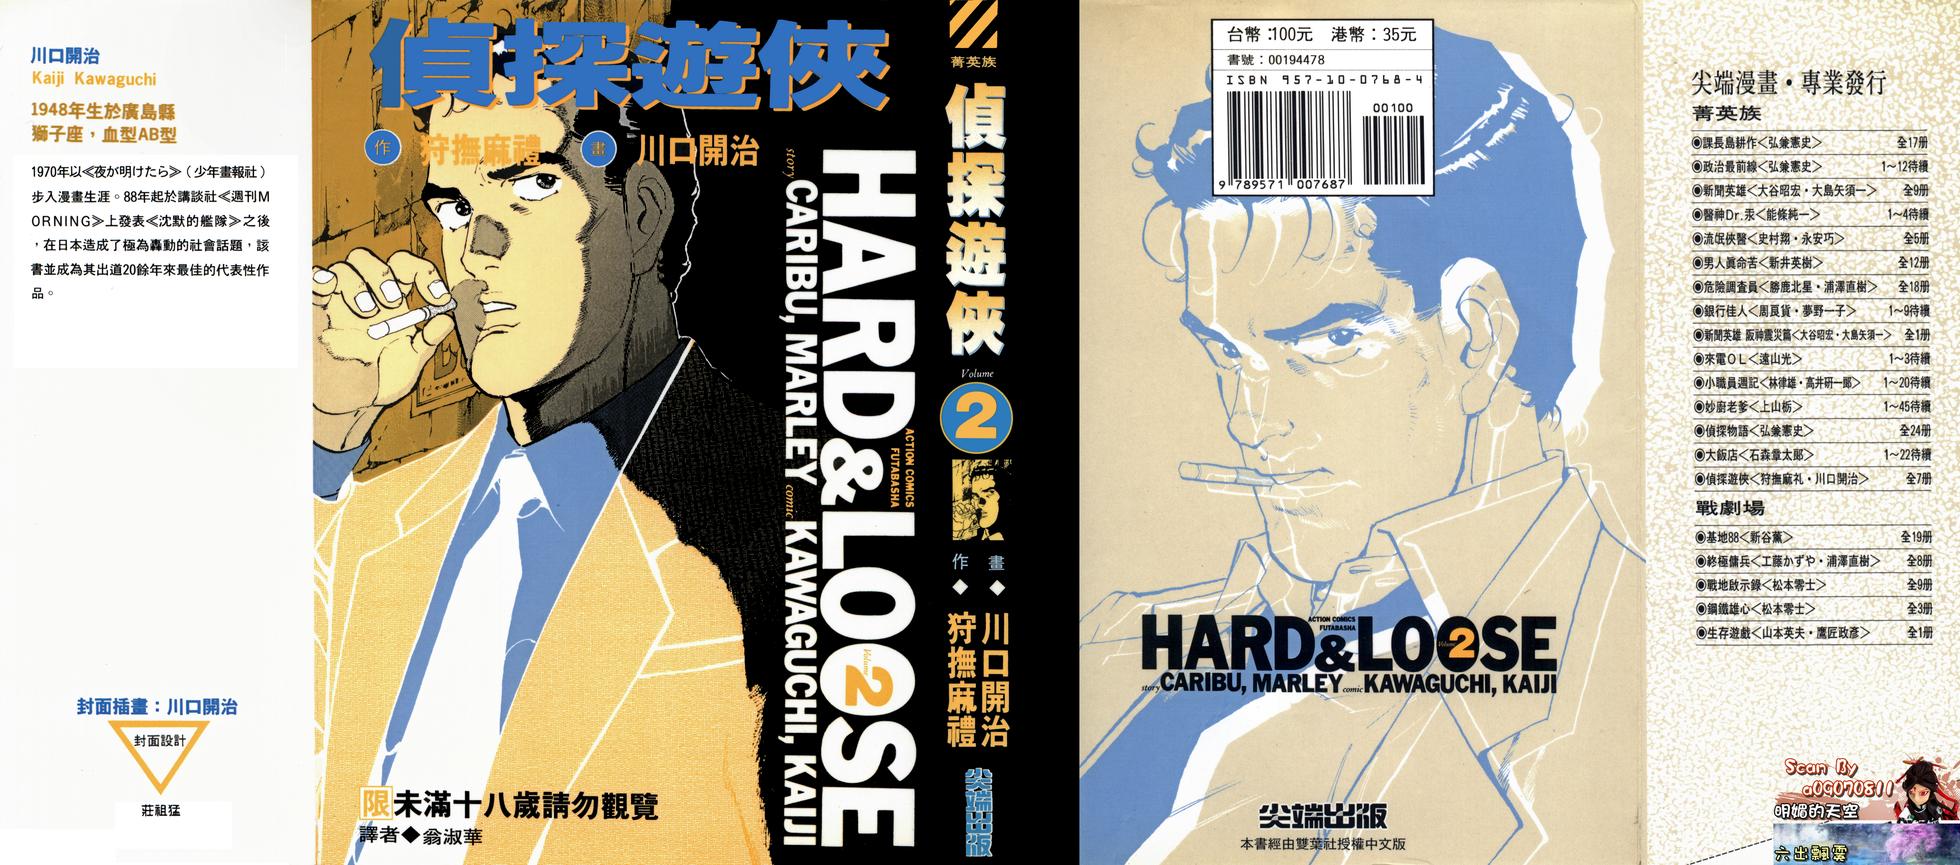 川口開治
Kaiji Kawaguchi
1948年生於廣島縣
獅子座，血型AB型
1970年以≪夜が明けたら≫（少年畫報社）
步入漫畫生涯。88年起於講談社≪週刊M
ORNING≫上發表≪沈默的艦隊≫之後
，在日本造成了極為轟動的社會話題，該
書並成為其出道20餘年來最佳的代表性作
品。
封面插畫：川口開治
封面設計
莊祖猛
偵探遊俠
作 狩撫麻禮 畫 川口開治
HARD&LOOSE
Volume 2
ACTION COMICS
FUTABASHA
story CARIBU, MARLEY comic KAWAGUCHI, KAIJI
限未滿十八歲請勿觀覽
譯者◆翁淑華
菁英族
偵探遊俠
Volume
2
畫◆川口開治
作◆狩撫麻禮
尖端出版
台幣：100元 港幣：35元
書號：00194478
ISBN 957-10-0768-4
00100
9 789571 007687
ACTION COMICS
FUTABASHA
HARD&LOOSE
Volume 2
story CARIBU, MARLEY comic KAWAGUCHI, KAIJI
尖端出版
本書經由雙葉社授權中文版
尖端漫畫・專業發行
菁英族
◉課長島耕作＜弘兼憲史＞ 全17册
◉政治最前線＜弘兼憲史＞ 1～12待續
◉新聞英雄＜大谷昭宏・大島矢須一＞ 全9册
◉醫神Dr.汞＜能條純一＞ 1～4待續
◉流氓俠醫＜史村翔・永安巧＞ 全5册
◉男人眞命苦＜新井英樹＞ 全12册
◉危險調査員＜勝鹿北星・浦澤直樹＞ 全18册
◉銀行佳人＜周良貨・夢野一子＞ 1～9待續
◉新聞英雄 阪神震災篇＜大谷昭宏・大島矢須一＞ 全1册
◉來電OL＜遠山光＞ 1～3待續
◉小職員週記＜林律雄・高井研一郎＞ 1～20待續
◉妙廚老爹＜上山栃＞ 1～45待續
◉偵探物語＜弘兼憲史＞ 全24册
◉大飯店＜石森章太郎＞ 1～22待續
◉偵探遊俠＜狩撫麻礼・川口開治＞ 全7册
戰劇場
◉基地88＜新谷薰＞ 全19册
◉終極傭兵＜工藤かずや・浦澤直樹＞ 全8册
◉戰地啟示錄＜松本零士＞ 全9册
◉鋼鐵雄心＜松本零士＞ 全3册
◉生存遊戲＜山本英夫・鷹匠政彥＞ 全1册
Scan By
a09070811
明媚的天空
六出飄雲